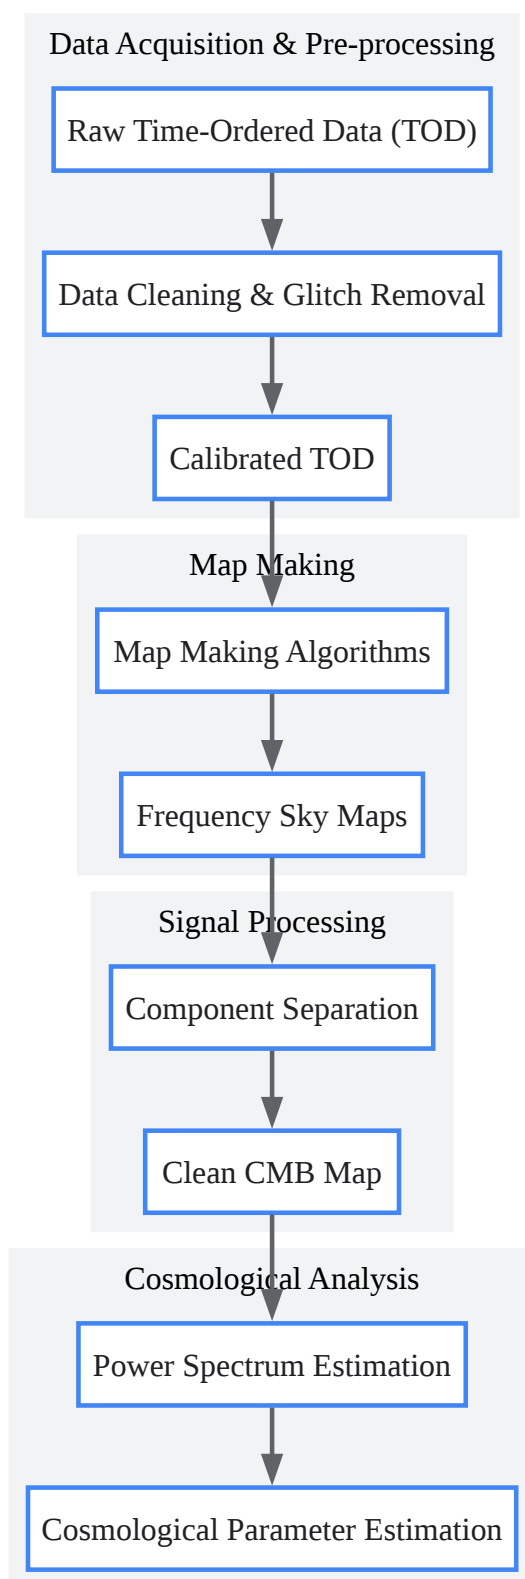 Data Acquisition & Pre-processing
Raw Time-Ordered Data (TOD)
Data Cleaning & Glitch Removal
Calibrated TOD
Map Making
Map Making Algorithms
Frequency Sky Maps
Signal Processing
Component Separation
Clean CMB Map
Cosmological Analysis
Power Spectrum Estimation
Cosmological Parameter Estimation